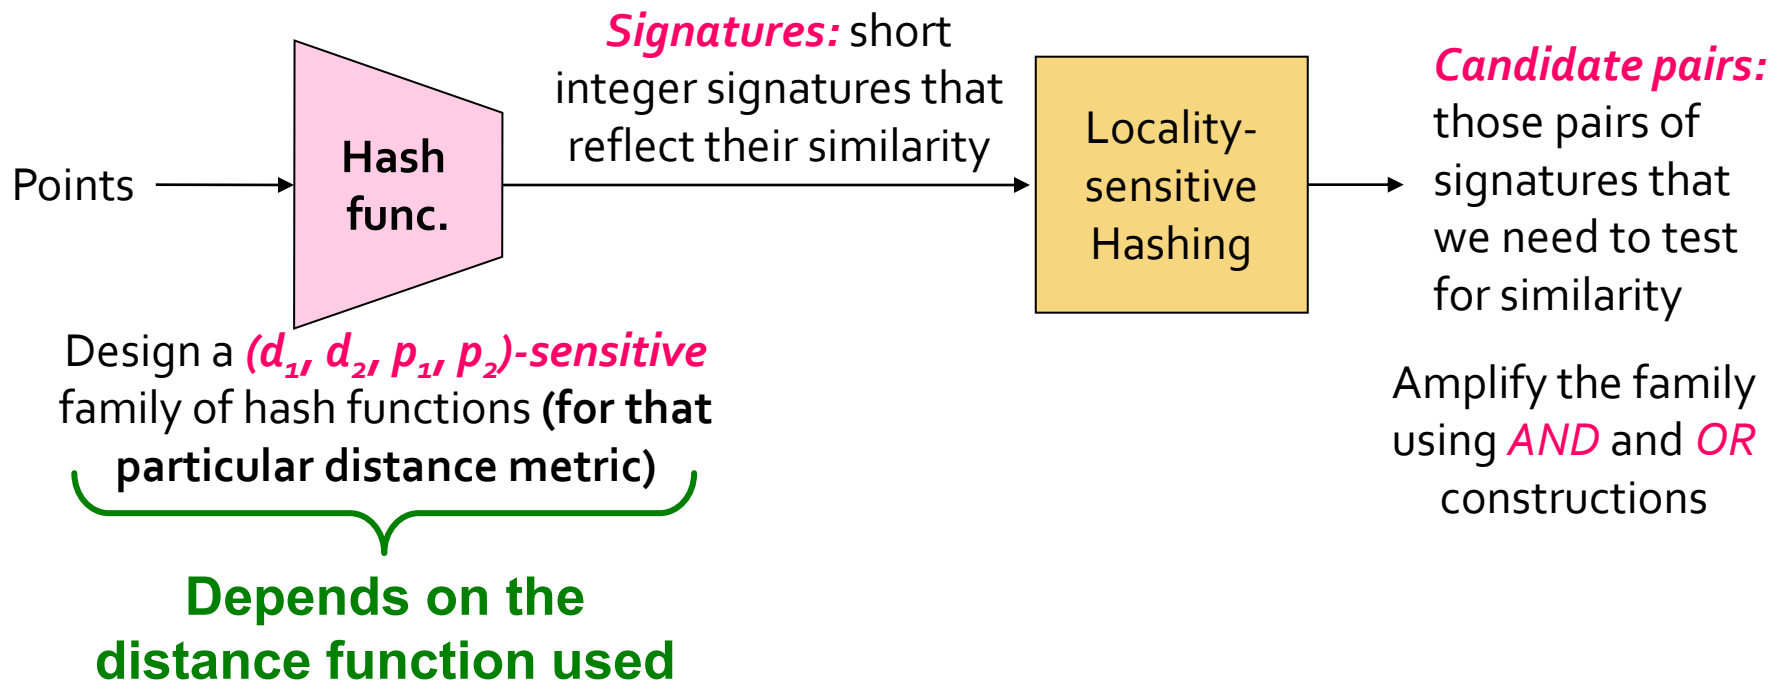 Points
Hash
func.
Signatures: short
integer signatures that
reflect their similarity
Locality-
sensitive
Hashing
Candidate pairs:
those pairs of
signatures that
we need to test
for similarity
Design a (d₁, d₂, p₁, p₂)-sensitive
family of hash functions (for that
particular distance metric)
Depends on the
distance function used
Amplify the family
using AND and OR
constructions